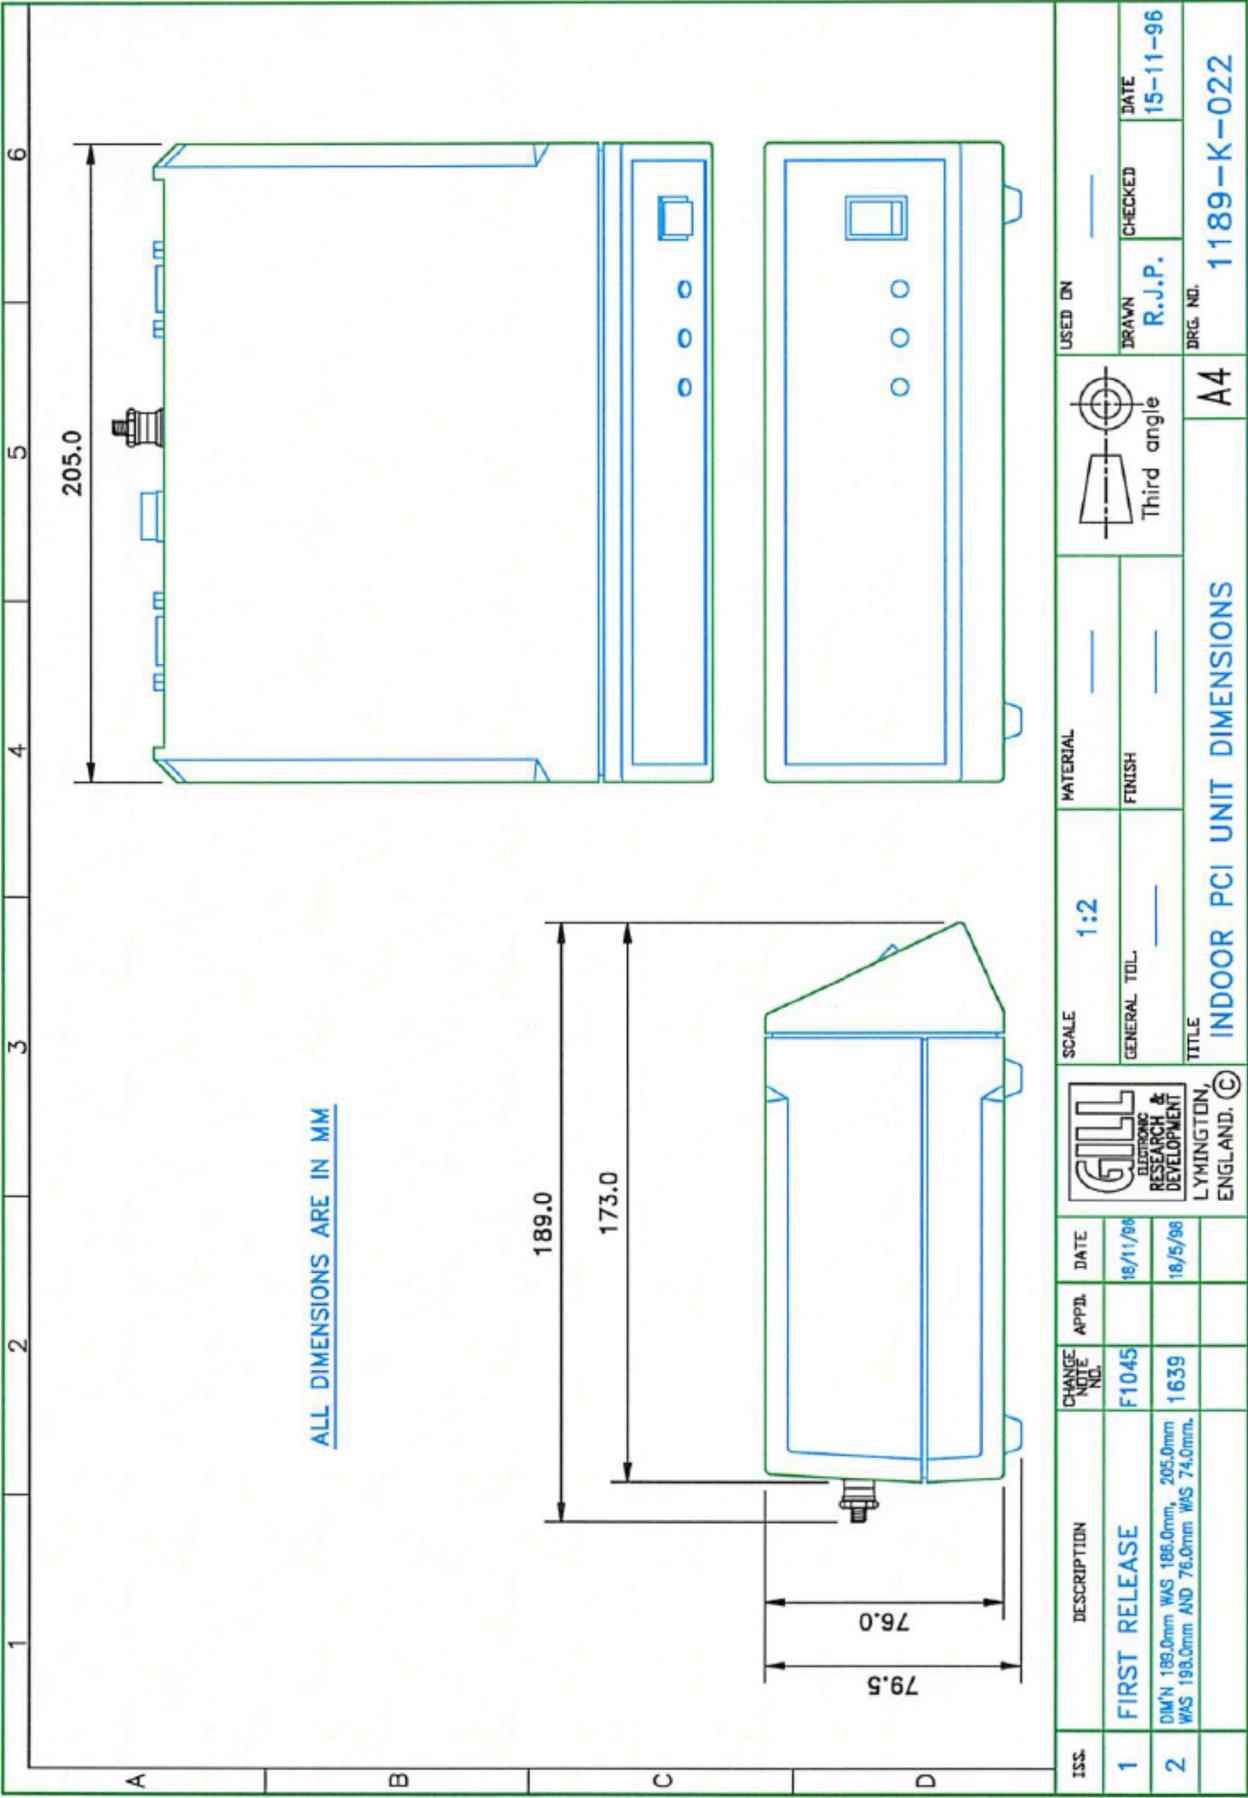 1 2 3 4 5 6
A
B
C
D
205.0
ALL DIMENSIONS ARE IN MM
189.0
173.0
76.0
79.5
ISS. DESCRIPTION CHANGE NOTE NO. APPD. DATE
1 FIRST RELEASE F1045 18/11/96
2 DIM'N 189.0mm WAS 186.0mm, 205.0mm
WAS 198.0mm AND 76.0mm WAS 74.0mm. 1639 18/5/98
GILL
ELECTRONIC
RESEARCH &
DEVELOPMENT
LYMINGTON,
ENGLAND. ©
SCALE 1:2
MATERIAL
GENERAL TOL.
FINISH
Third angle
USED ON
DRAWN R.J.P.
CHECKED
DATE 15-11-96
TITLE
INDOOR PCI UNIT DIMENSIONS
A4
DRG. NO.
1189-K-022